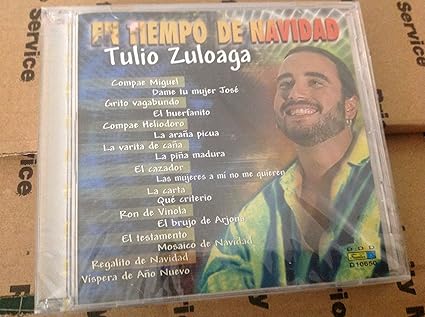 EN TIEMPO DE NAVIDAD
Tulio Zuloaga
Compae Miguel
Dame tu mujer José
Grito vagabundo
El huerfanito
Compae Heliodoro
La araña picua
La varita de caña
La piña madura
El cazador
Las mujeres a mí no me quieren
La carta
Qué criterio
Ron de Vinola
El brujo de Arjona
El testamento
Mosaico de Navidad
Regalito de Navidad
Víspera de Año Nuevo
D10650
Service
Service